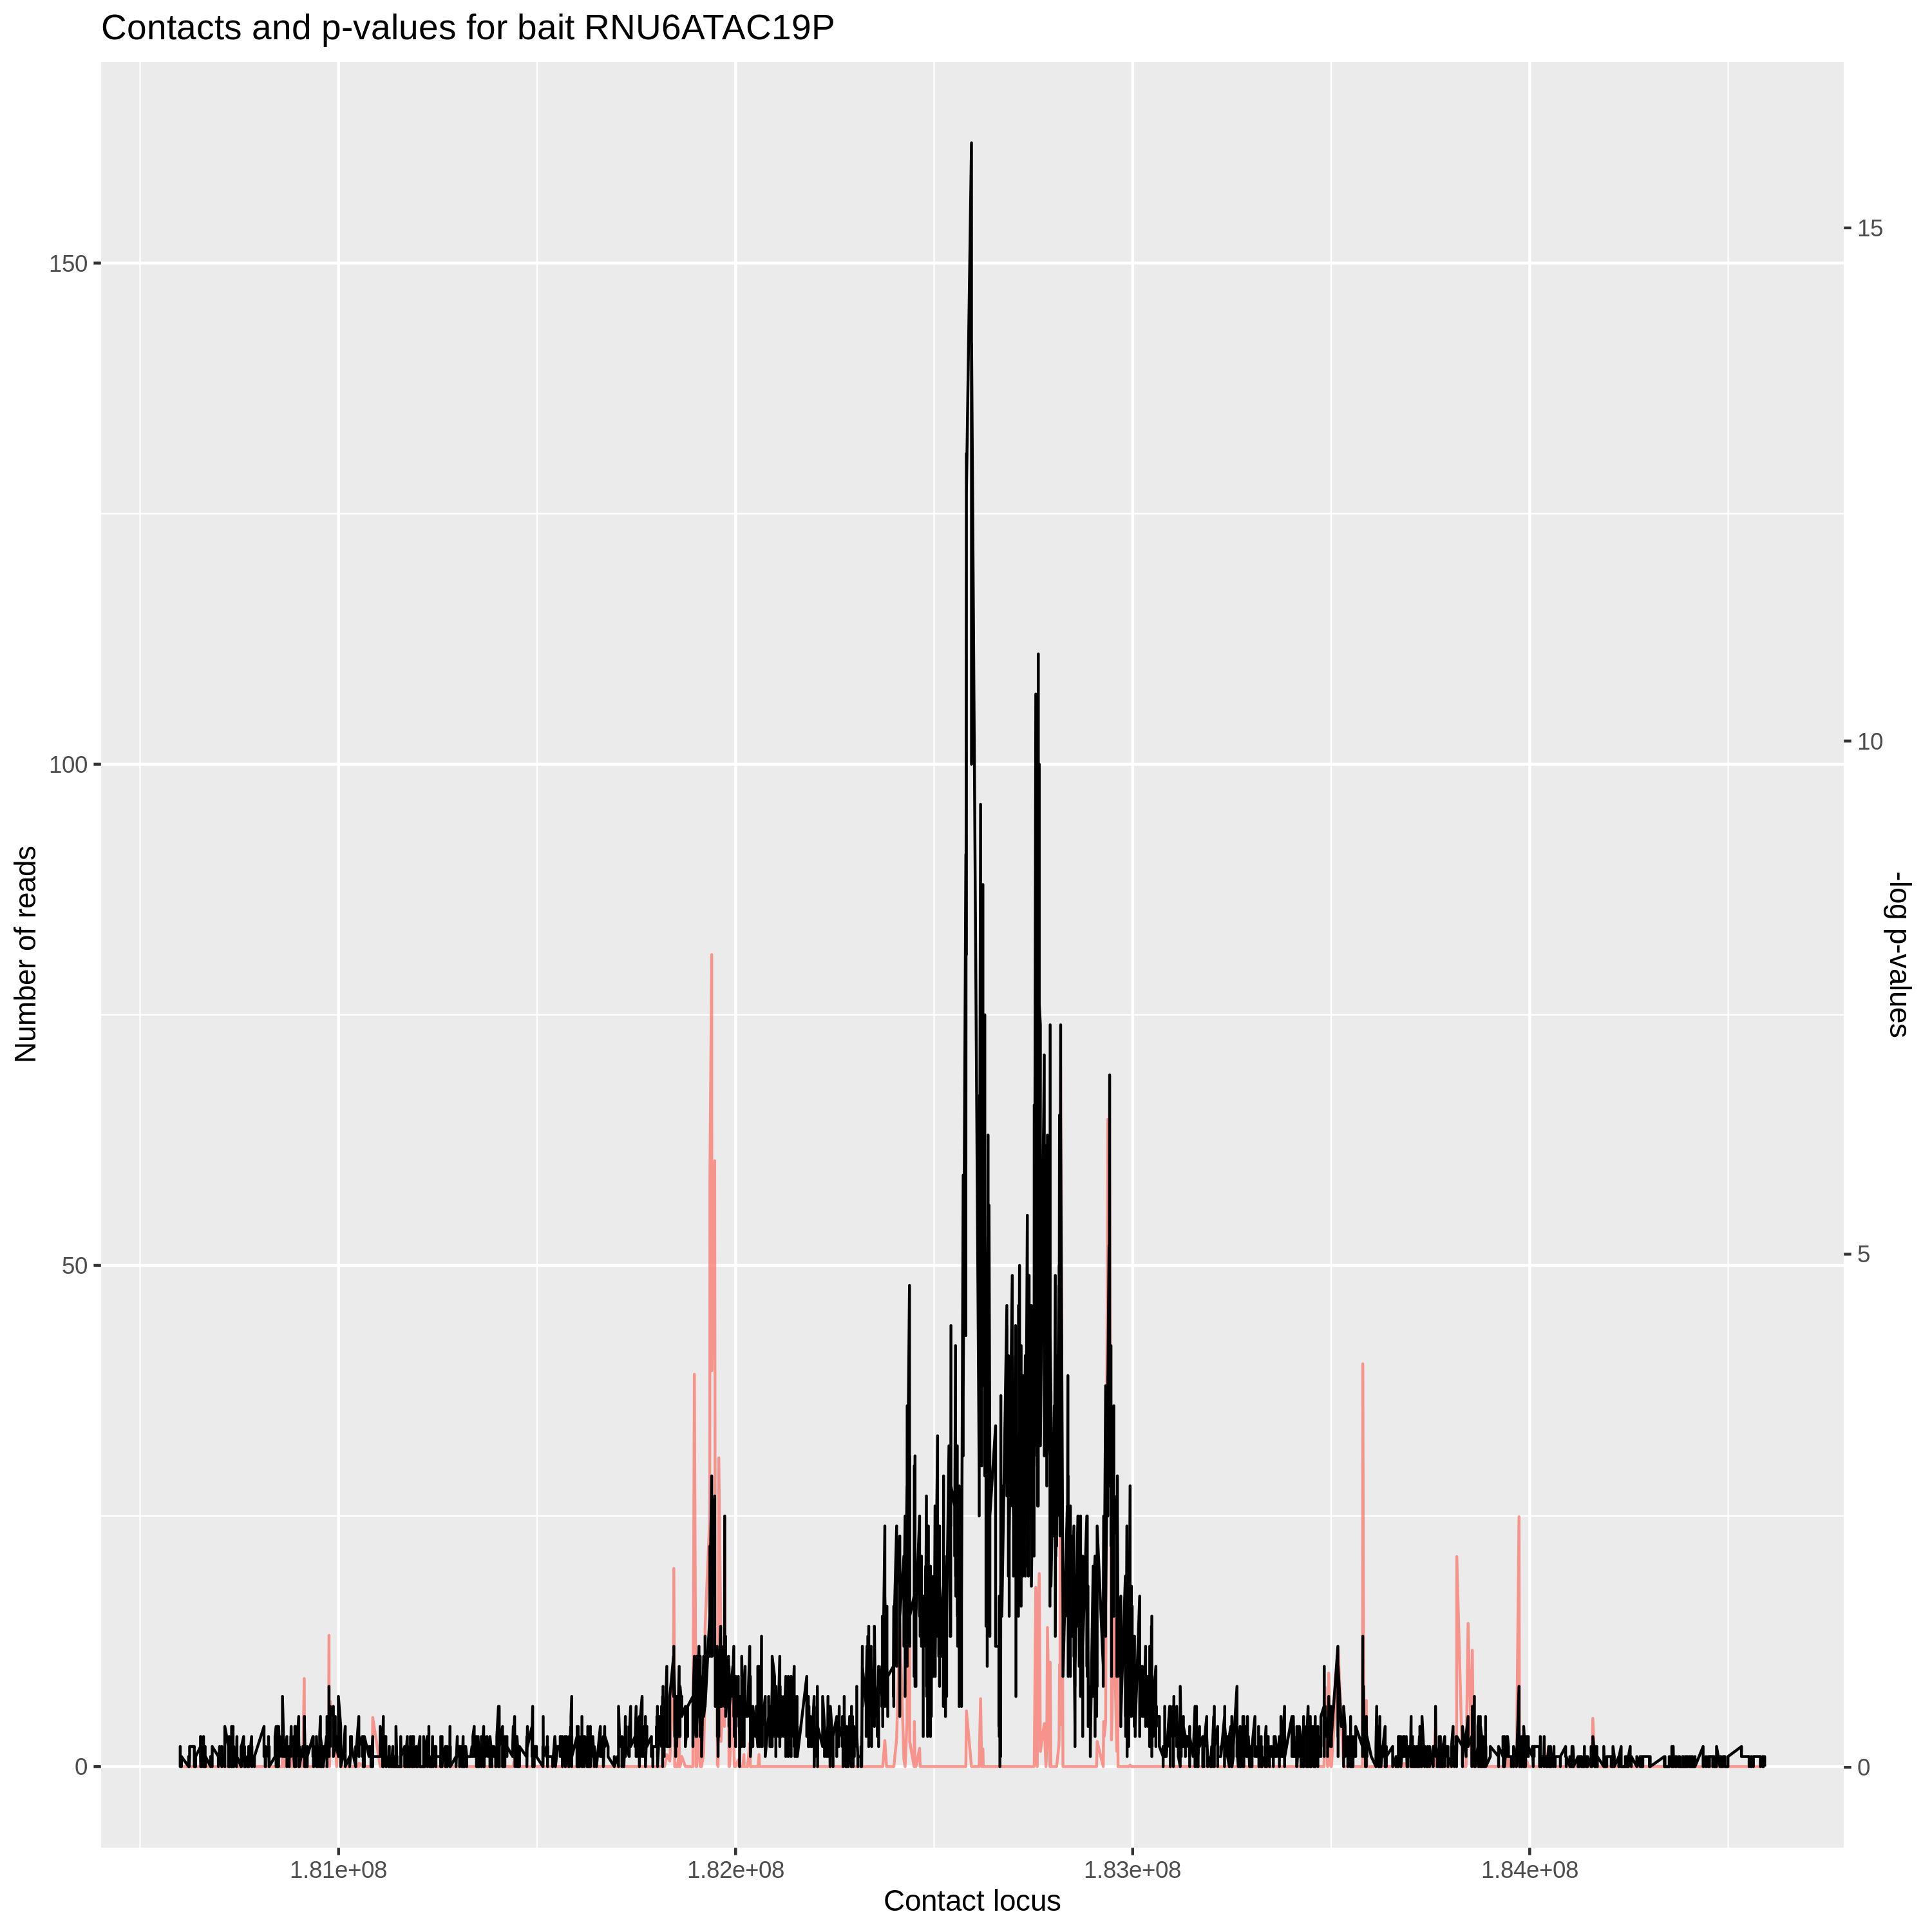 Contacts and p-values for bait RNU6ATAC19P
150
100
50
0
Number of reads
15
10
5
0
-log p-values
1.81e+08
1.82e+08
1.83e+08
1.84e+08
Contact locus